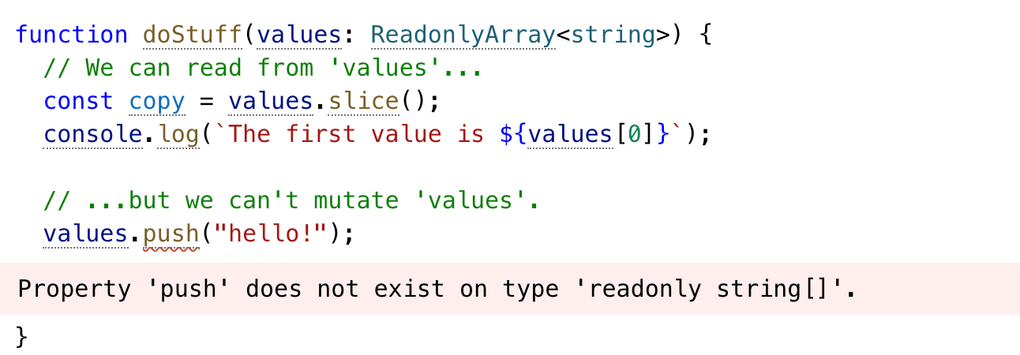 function doStuff(values: ReadonlyArray<string>) {
  // We can read from 'values'...
  const copy = values.slice();
  console.log(`The first value is ${values[0]}`);

  // ...but we can't mutate 'values'.
  values.push("hello!");
Property 'push' does not exist on type 'readonly string[]'.
}